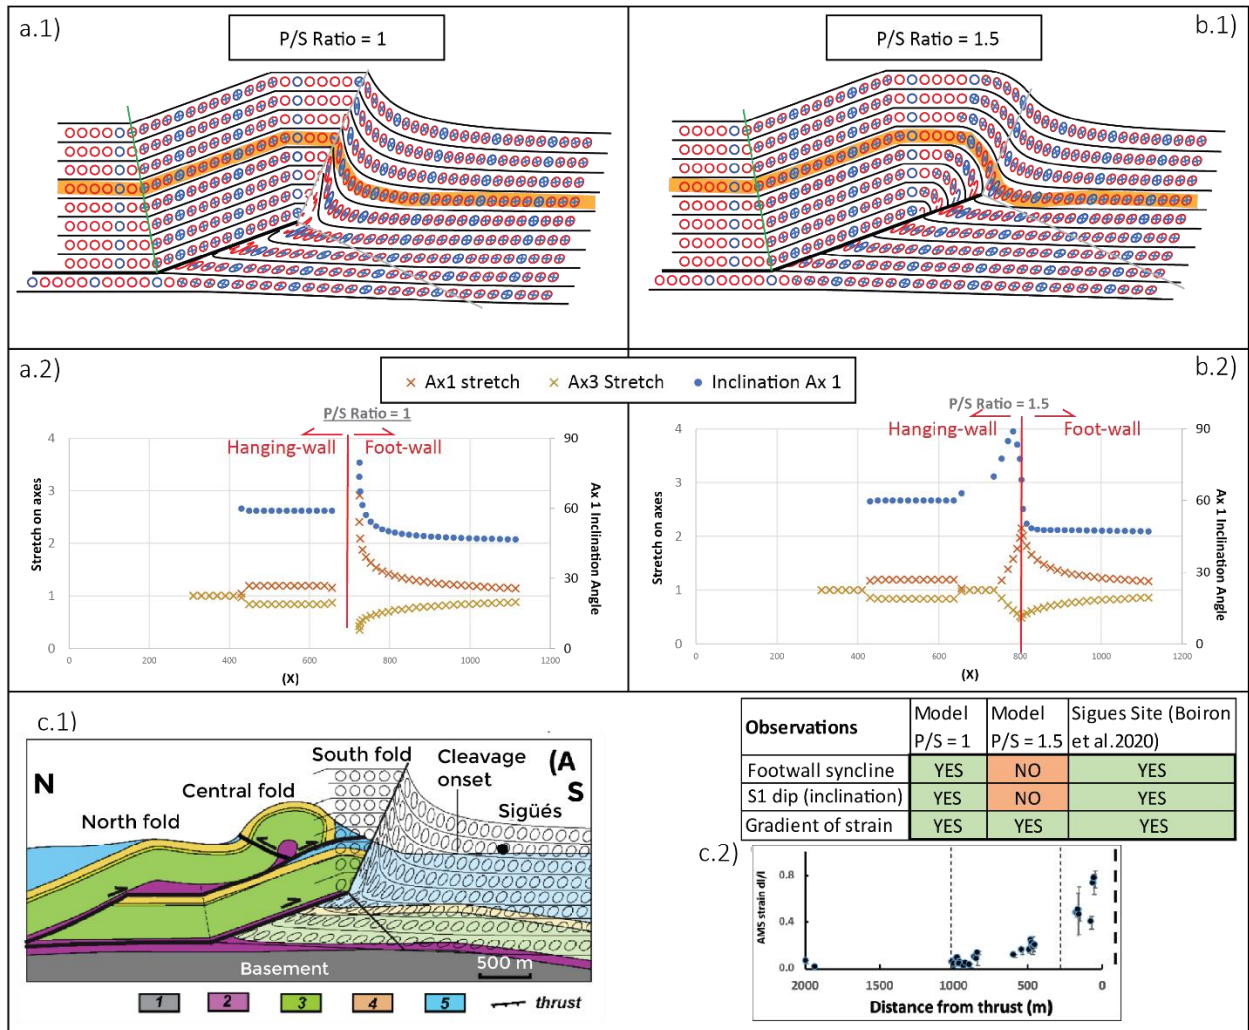 a.1)
P/S Ratio = 1
b.1)
P/S Ratio = 1.5
a.2)
b.2)
Ax1 stretch
Ax3 Stretch
Inclination Ax 1
P/S Ratio = 1
Hanging-wall
Foot-wall
Stretch on axes
4
3
2
1
0
90
60
30
0
Ax 1 Inclination Angle
0
200
400
600
800
1000
1200
(X)
P/S Ratio = 1.5
Hanging-wall
Foot-wall
Stretch on axes
4
3
2
1
0
90
60
30
0
Ax 1 Inclination Angle
0
200
400
600
800
1000
1200
(X)
c.1)
N
North fold
Central fold
South fold
Cleavage
onset
(A
S
Sigüés
Basement
500 m
1
2
3
4
5
thrust
Observations
Model
P/S = 1
Model
P/S = 1.5
Sigues Site (Boiron
et al.2020)
Footwall syncline YES NO YES
S1 dip (inclination) YES NO YES
Gradient of strain YES YES YES
c.2)
AMS strain dl/l
0.8
0.4
0.0
2000
1500
1000
500
0
Distance from thrust (m)